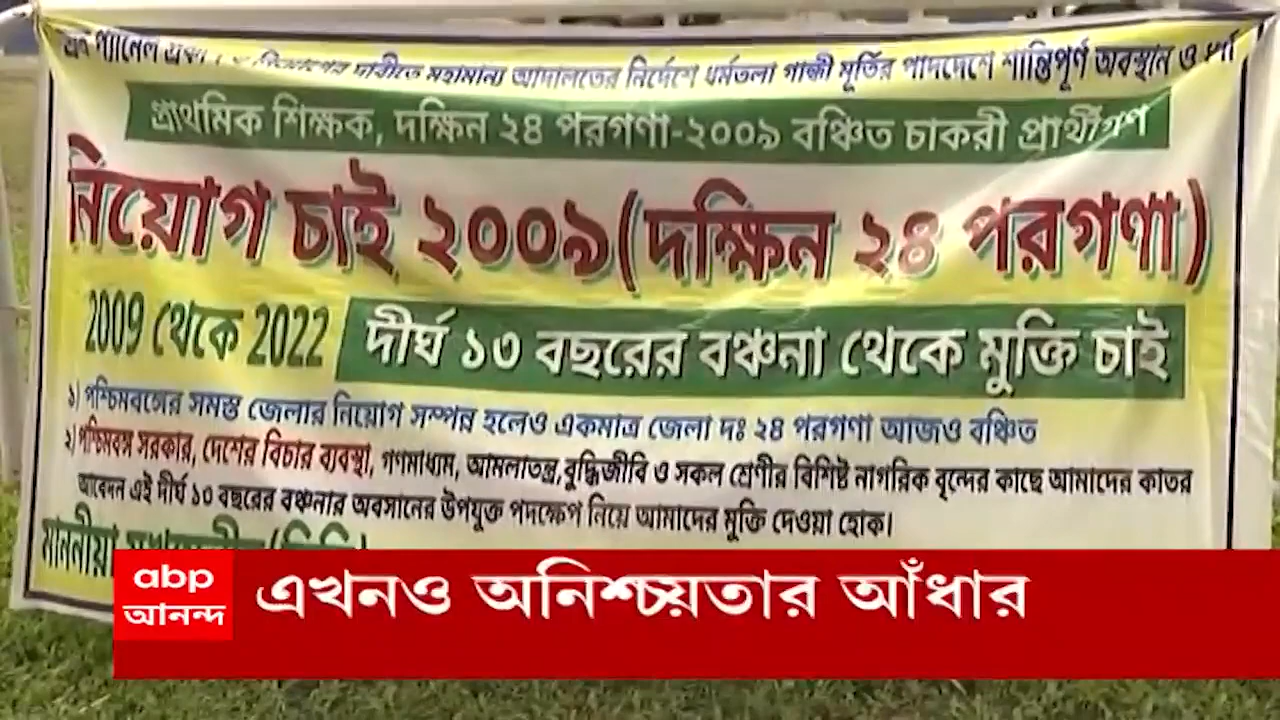 দাবীতে মহামান্য আদালতের নির্দেশে ধর্মতলা গান্ধী মূর্তির পাদদেশে শান্তিপূর্ণ অবস্থান ও
প্রাথমিক শিক্ষক, দক্ষিন ২৪ পরগণা-২০০৯ বঞ্চিত চাকরী প্রার্থীগণ
নিয়োগ চাই ২০০৯(দক্ষিন ২৪ পরগণা)
2009 থেকে 2022 দীর্ঘ ১৩ বছরের বঞ্চনা থেকে মুক্তি চাই
১) পশ্চিমবঙ্গের সমস্ত জেলার নিয়োগ সম্পন্ন হলেও একমাত্র জেলা দঃ ২৪ পরগণা আজও বঞ্চিত
২) পশ্চিমবঙ্গ সরকার, দেশের বিচার ব্যবস্থা, গণমাধ্যম, আমলাতন্ত্র,বুদ্ধিজীবি ও সকল শ্রেণীর বিশিষ্ট নাগরিক বৃন্দের কাছে আমাদের কাতর
আবেদন এই দীর্ঘ ১৩ বছরের বঞ্চনার অবসানের উপযুক্ত পদক্ষেপ নিয়ে আমাদের মুক্তি দেওয়া হোক।
মাননীয়া
abp
আনন্দ
এখনও অনিশ্চয়তার আঁধার